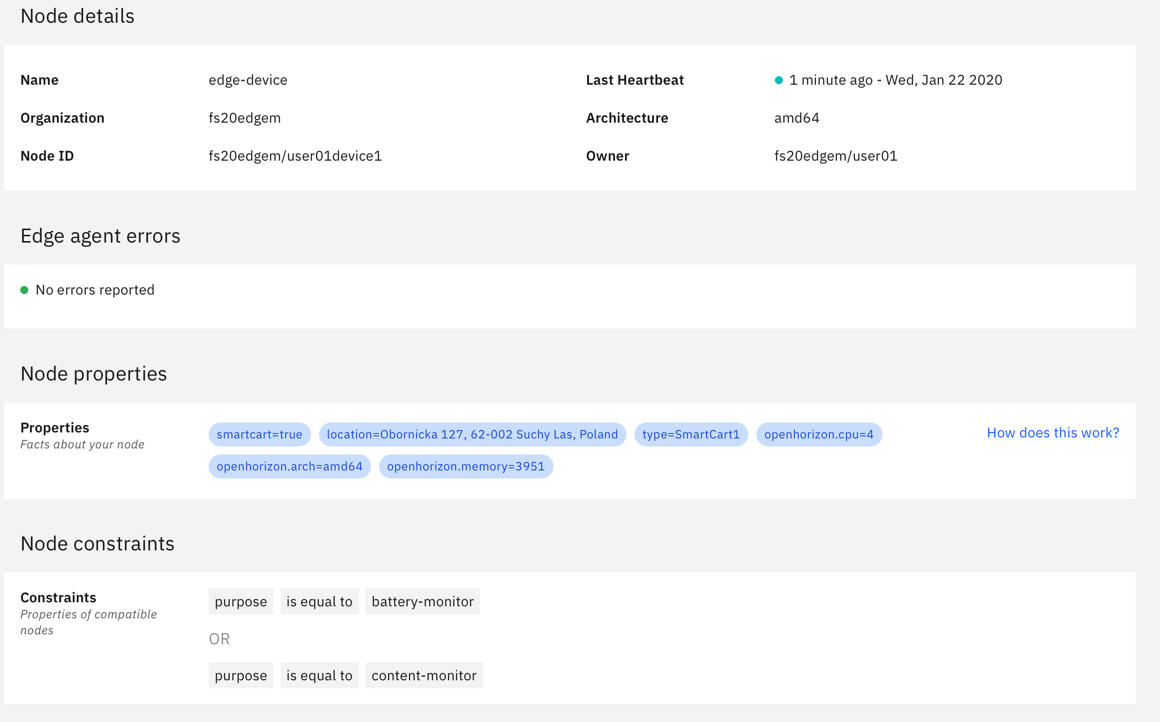 Node details
Name edge-device Last Heartbeat 1 minute ago - Wed, Jan 22 2020
Organization fs20edgem Architecture amd64
Node ID fs20edgem/user01device1 Owner fs20edgem/user01
Edge agent errors
No errors reported
Node properties
Properties
Facts about your node
smartcart=true location=Obornicka 127, 62-002 Suchy Las, Poland type=SmartCart1 openhorizon.cpu=4
openhorizon.arch=amd64 openhorizon.memory=3951
How does this work?
Node constraints
Constraints
Properties of compatible
nodes
purpose is equal to battery-monitor
OR
purpose is equal to content-monitor